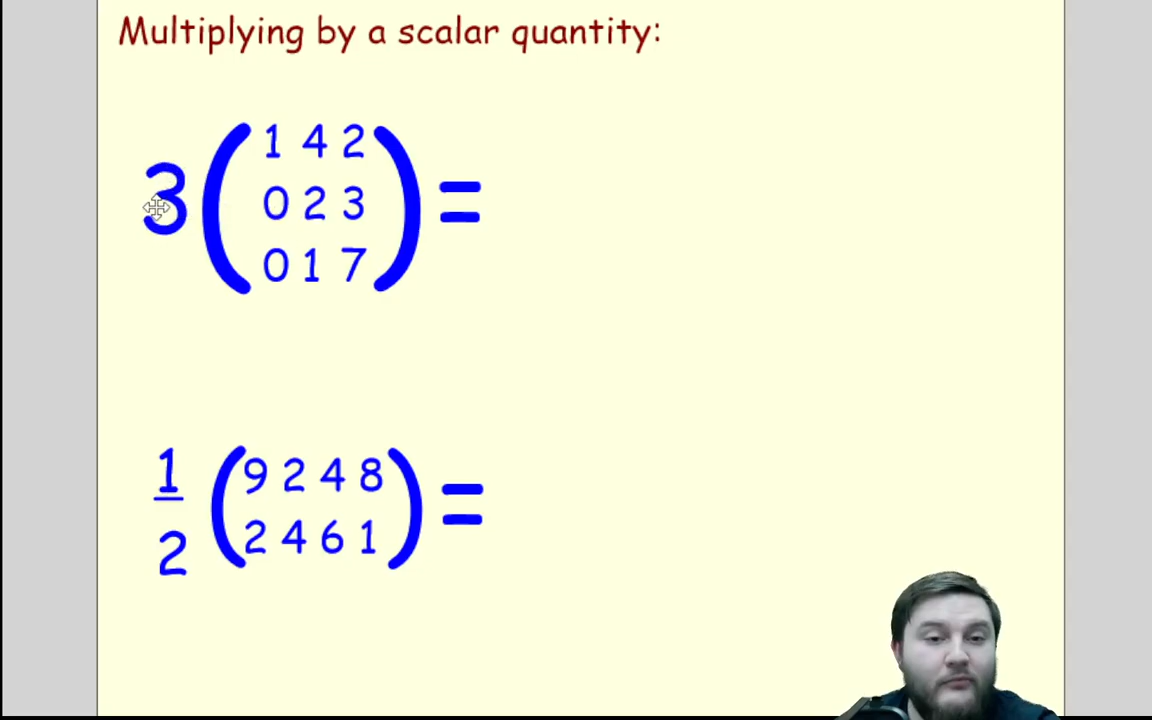 Multiplying by a scalar quantity:
1 4 2
3 ( 0 2 3 ) =
0 1 7
1 9 2 4 8
2 ( 2 4 6 1 ) =